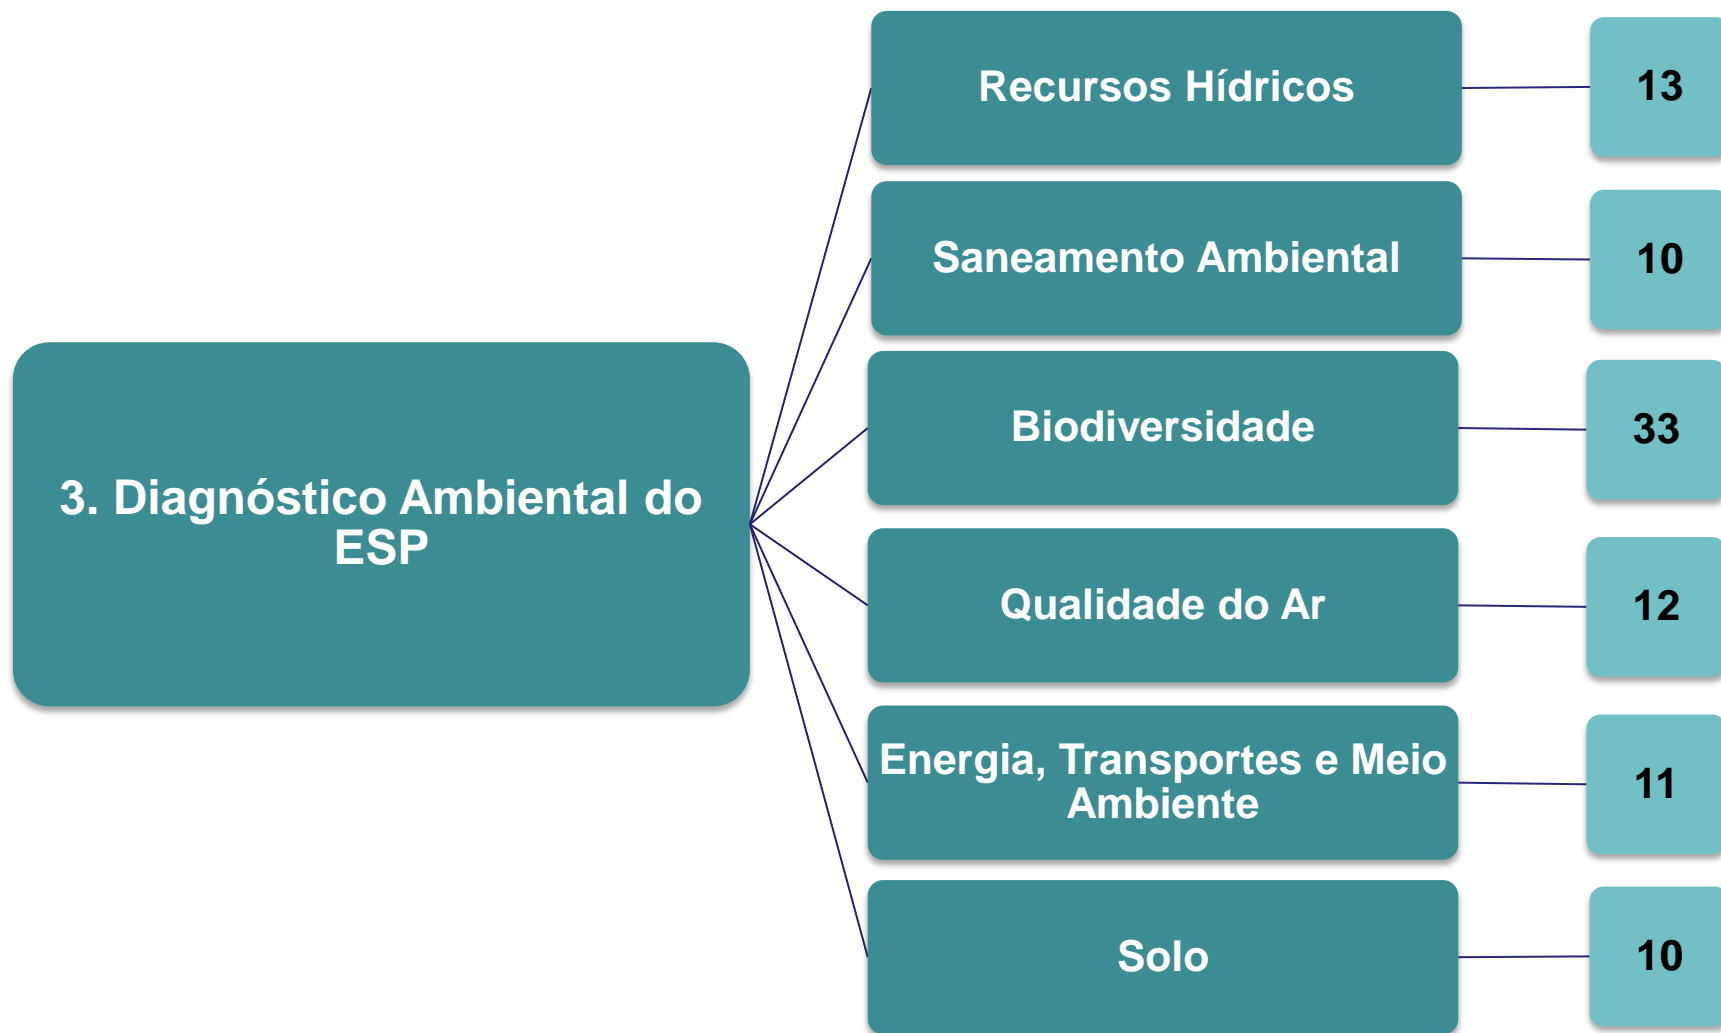 Recursos Hídricos
13
Saneamento Ambiental
10
Biodiversidade
33
3. Diagnóstico Ambiental do
ESP
Qualidade do Ar
12
Energia, Transportes e Meio
Ambiente
11
Solo
10